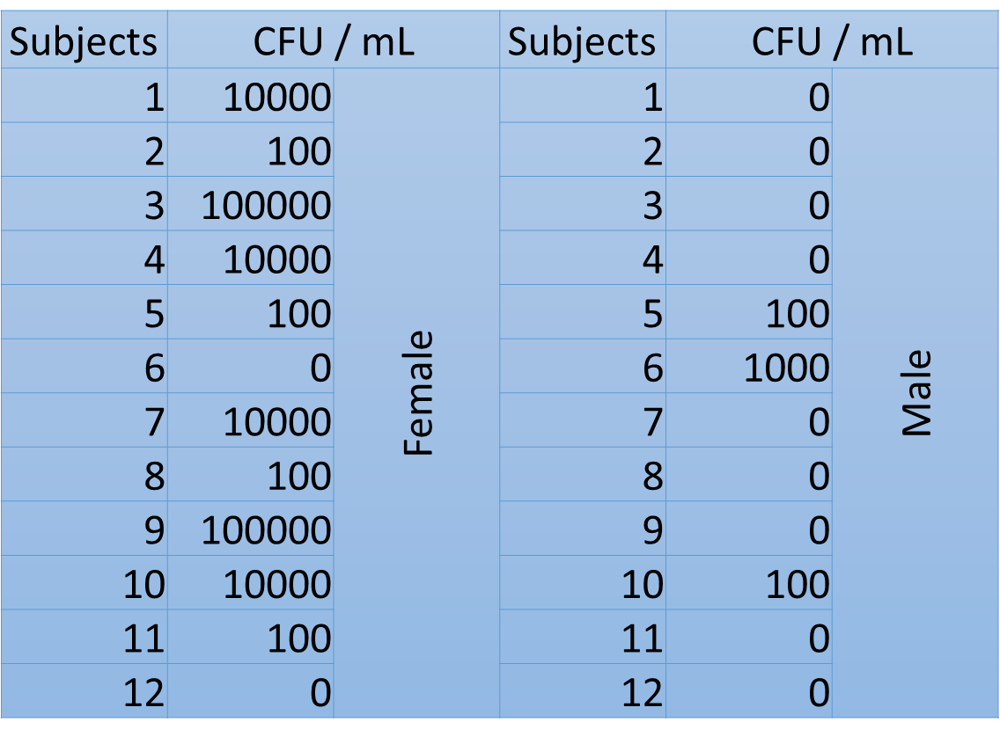 Subjects CFU / mL Subjects CFU / mL
1 10000 1 0
2 100 2 0
3 100000 3 0
4 10000 4 0
5 100 5 100
6 0 6 1000
7 10000 7 0
8 100 8 0
9 100000 9 0
10 10000 10 100
11 100 11 0
12 0 12 0
Female
Male